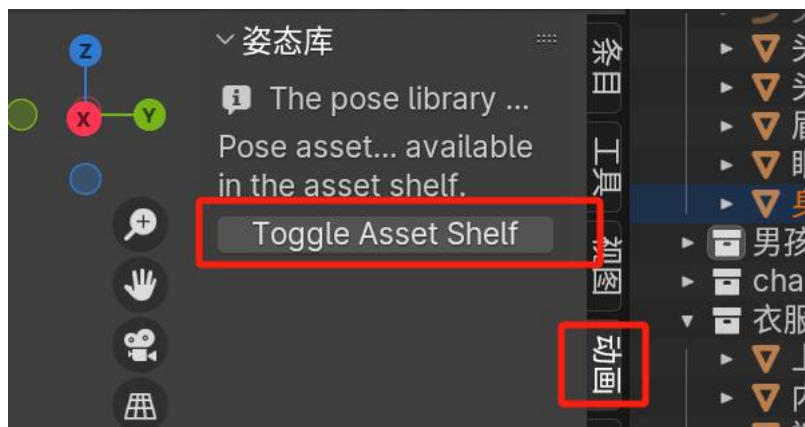 姿态库
The pose library ...
Pose asset... available
in the asset shelf.
Toggle Asset Shelf
Z
X
Y
条目
工具
视图
动画
男孩
cha
衣服